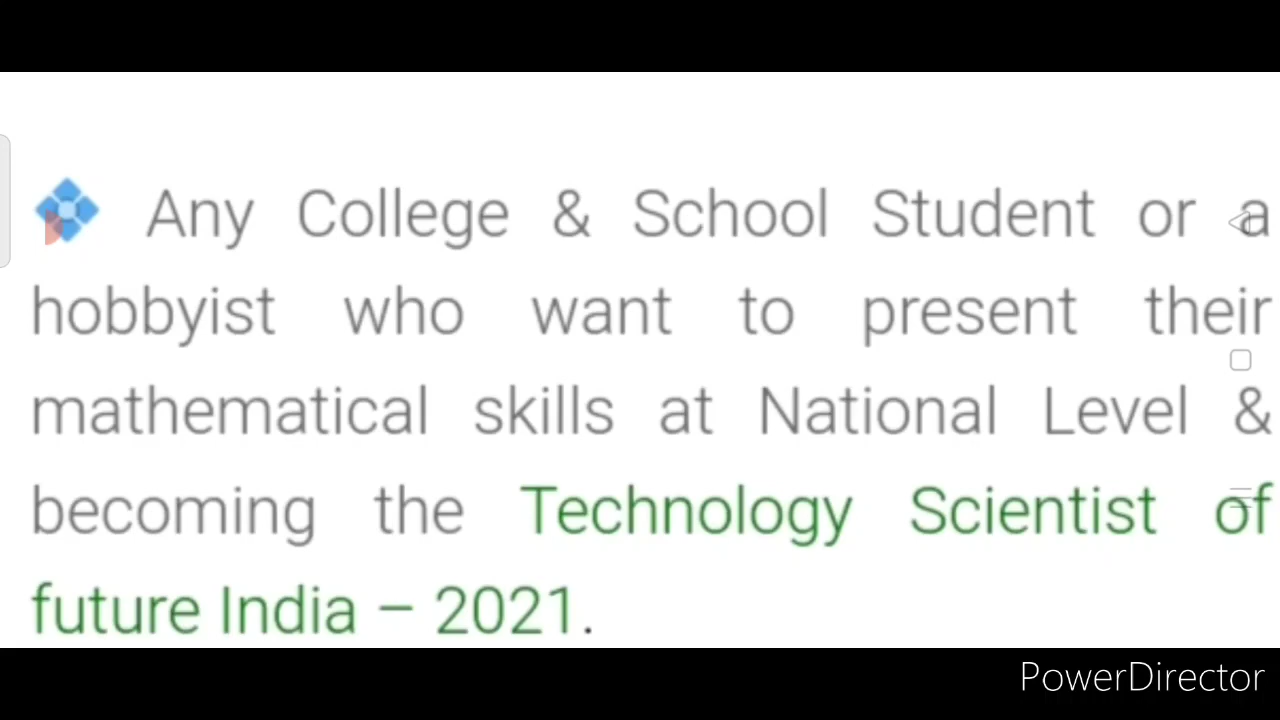 Any College & School Student or a
hobbyist who want to present their
mathematical skills at National Level &
becoming the Technology Scientist of
future India – 2021.
PowerDirector